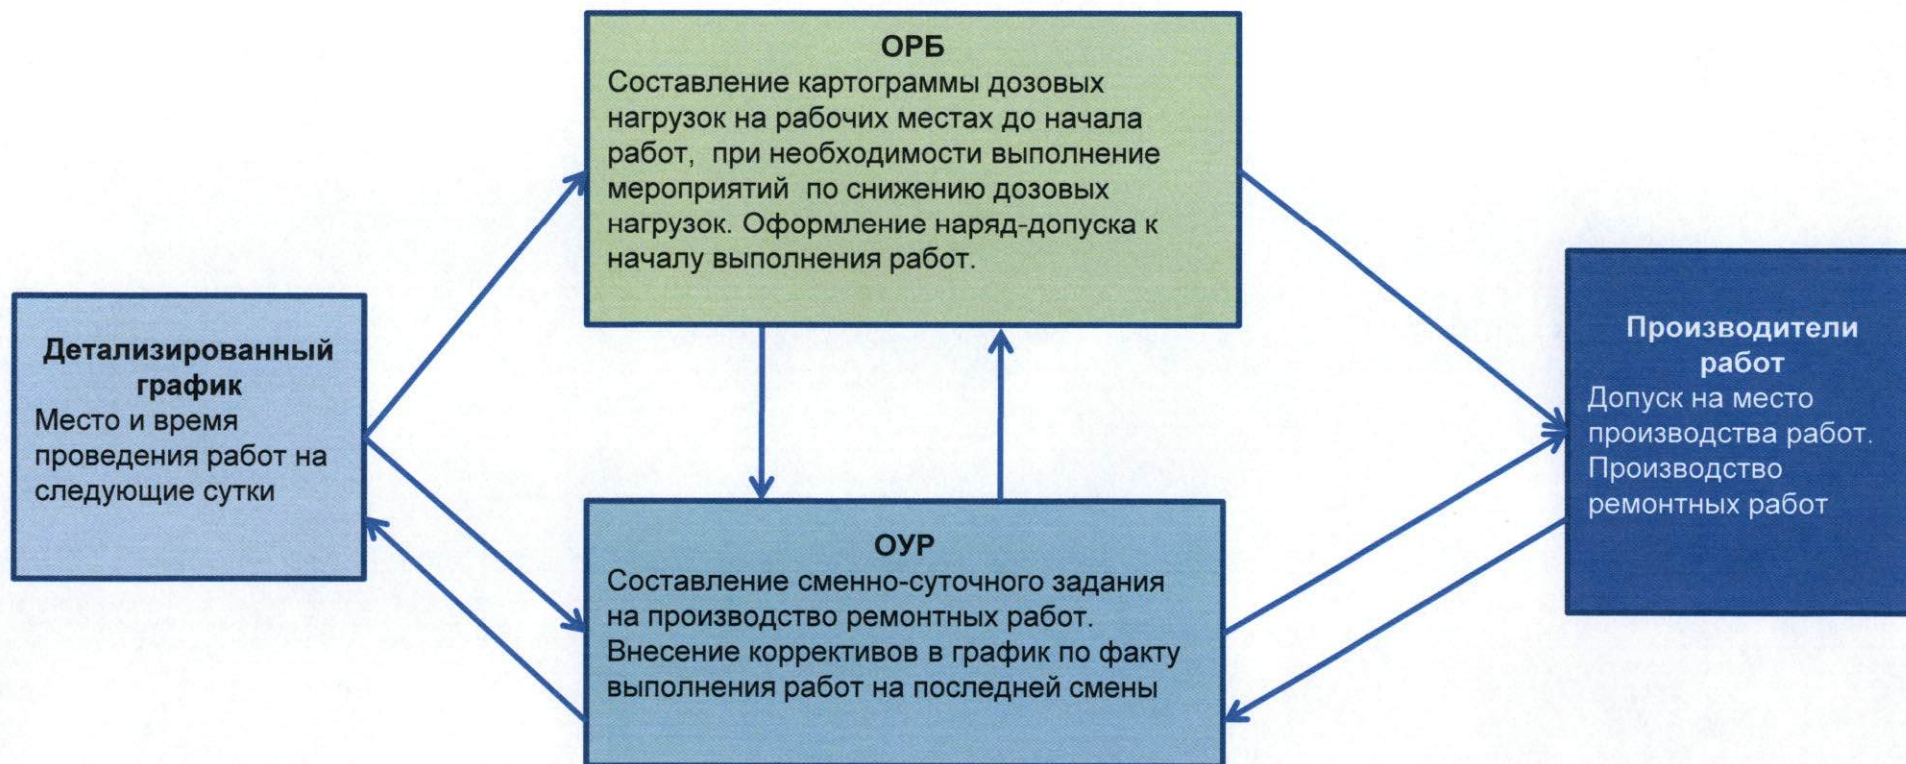 ОРБ
Составление картограммы дозовых
нагрузок на рабочих местах до начала
работ, при необходимости выполнение
мероприятий по снижению дозовых
нагрузок. Оформление наряд-допуска к
началу выполнения работ.
Детализированный
график
Место и время
проведения работ на
следующие сутки
ОУР
Составление сменно-суточного задания
на производство ремонтных работ.
Внесение коррективов в график по факту
выполнения работ на последней смены
Производители
работ
Допуск на место
производства работ.
Производство
ремонтных работ